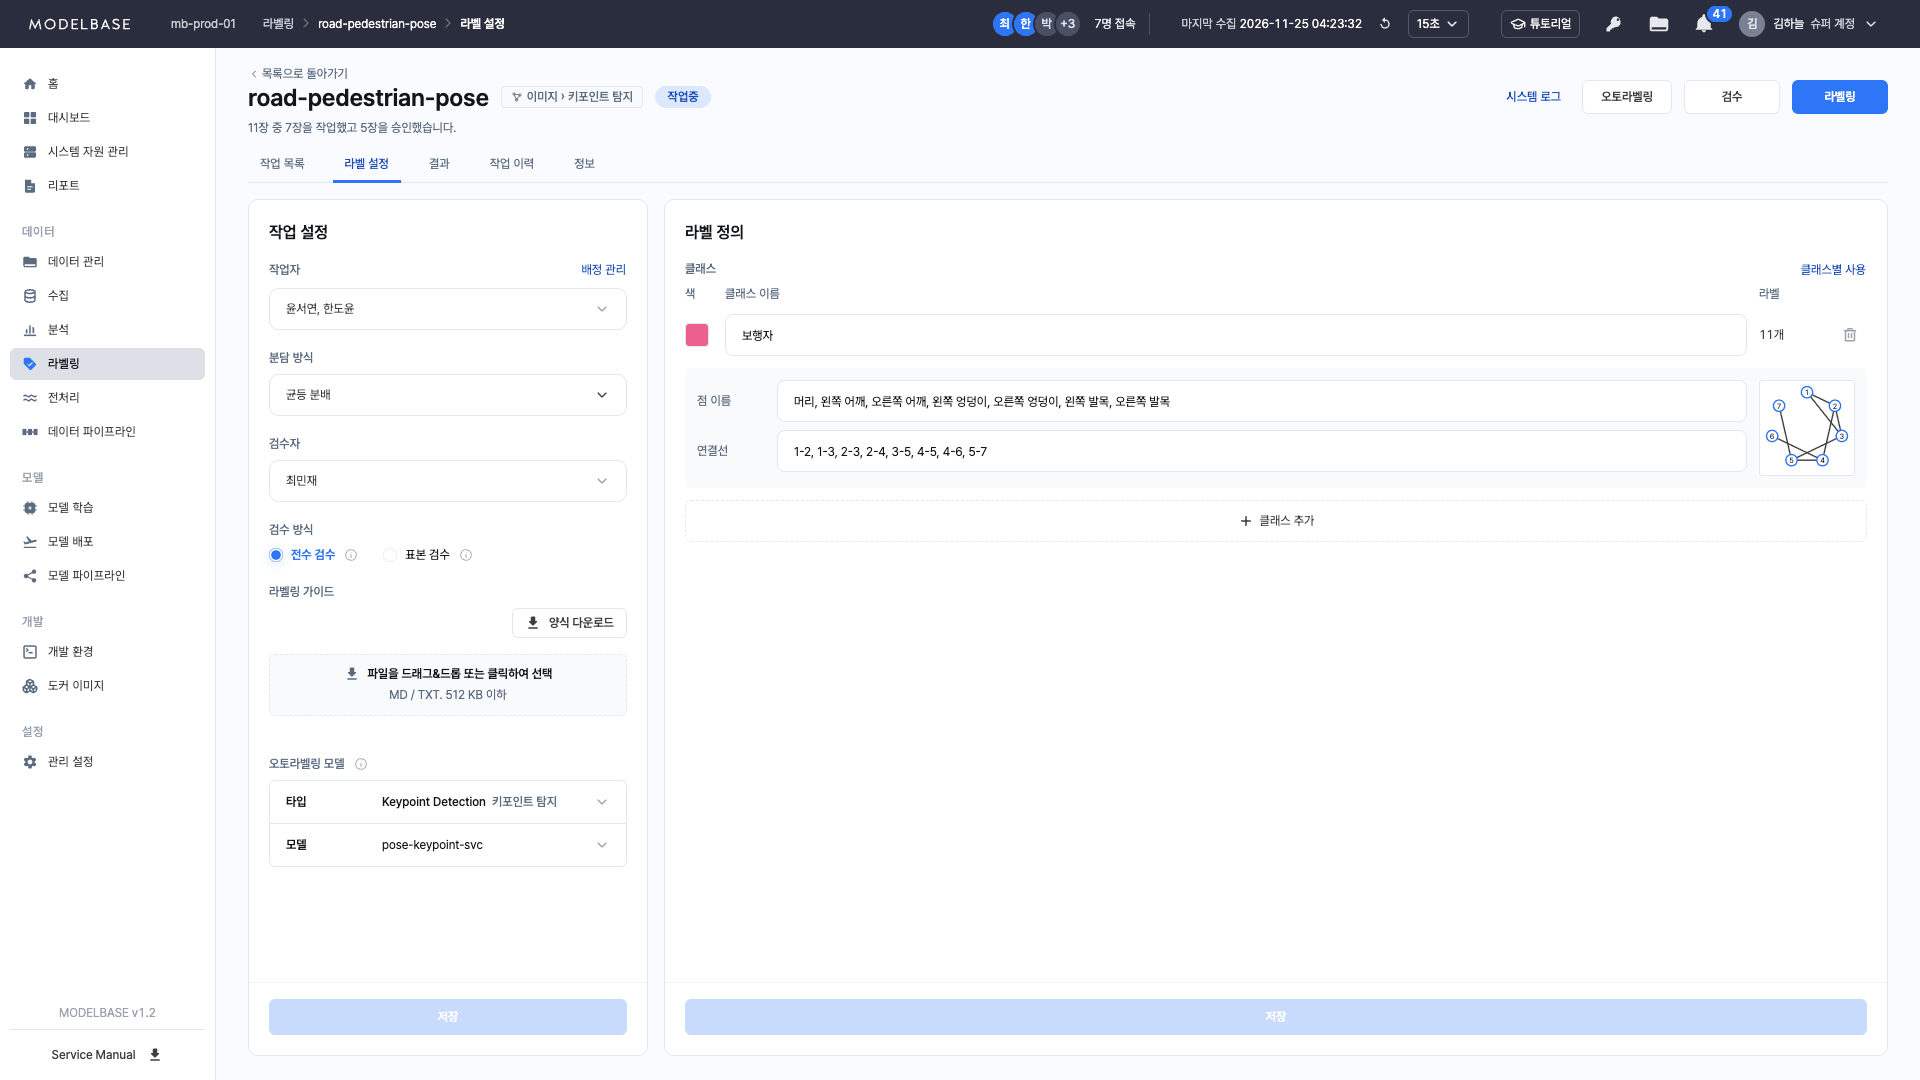 MODELBASE
mb-prod-01
라벨링 > road-pedestrian-pose > 라벨 설정
최 한 박 +3 7명 접속
마지막 수집 2026-11-25 04:23:32
15초
튜토리얼
41
김 김하늘 슈퍼 계정
홈
대시보드
시스템 자원 관리
리포트
데이터
데이터 관리
수집
분석
라벨링
전처리
데이터 파이프라인
모델
모델 학습
모델 배포
모델 파이프라인
개발
개발 환경
도커 이미지
설정
관리 설정
MODELBASE v1.2
Service Manual
목록으로 돌아가기
road-pedestrian-pose
이미지 › 키포인트 탐지
작업중
11장 중 7장을 작업했고 5장을 승인했습니다.
시스템 로그
오토라벨링
검수
라벨링
작업 목록
라벨 설정
결과
작업 이력
정보
작업 설정
작업자
배정 관리
윤서연, 한도윤
분담 방식
균등 분배
검수자
최민재
검수 방식
전수 검수
표본 검수
라벨링 가이드
양식 다운로드
파일을 드래그&드롭 또는 클릭하여 선택
MD / TXT. 512 KB 이하
오토라벨링 모델
타입 Keypoint Detection 키포인트 탐지
모델 pose-keypoint-svc
저장
라벨 정의
클래스
클래스별 사용
색 클래스 이름 라벨
보행자 11개
점 이름 머리, 왼쪽 어깨, 오른쪽 어깨, 왼쪽 엉덩이, 오른쪽 엉덩이, 왼쪽 발목, 오른쪽 발목
연결선 1-2, 1-3, 2-3, 2-4, 3-5, 4-5, 4-6, 5-7
1
7 2
6 3
5 4
클래스 추가
저장